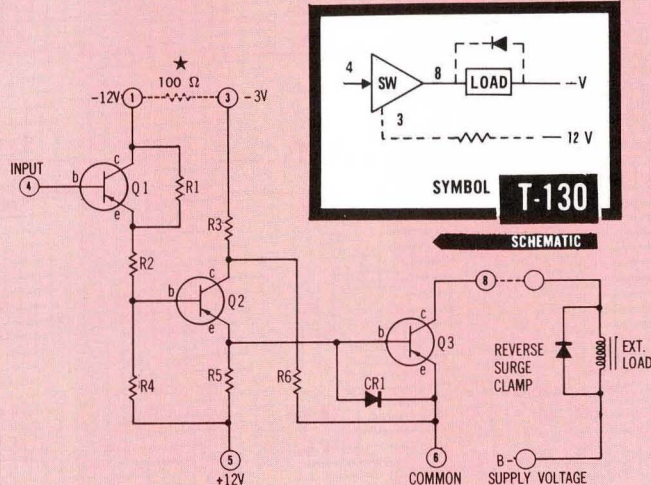 ★
100 Ω
-12V 1 3 -3V
INPUT
4
b
c
e
Q1
R1
R2
R3
b
c
e
Q2
R4
R5
R6
b
c
e
Q3
CR1
5
+12V
6
COMMON
8
REVERSE
SURGE
CLAMP
EXT.
LOAD
B-
SUPPLY VOLTAGE
4
SW
8
LOAD
-V
3
12 V
SYMBOL
T-130
SCHEMATIC